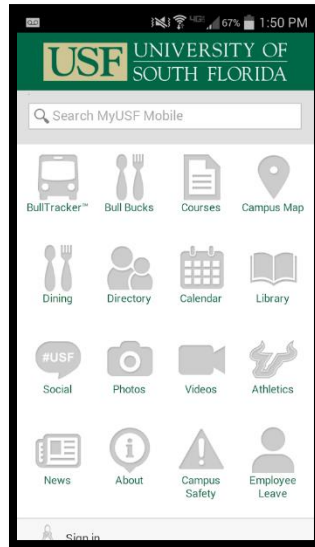 4G 67% 1:50 PM
USF UNIVERSITY OF
SOUTH FLORIDA
Search MyUSF Mobile
BullTracker™ Bull Bucks Courses Campus Map
Dining Directory Calendar Library
#USF
Social Photos Videos Athletics
News About Campus Employee
Safety Leave
Sign in